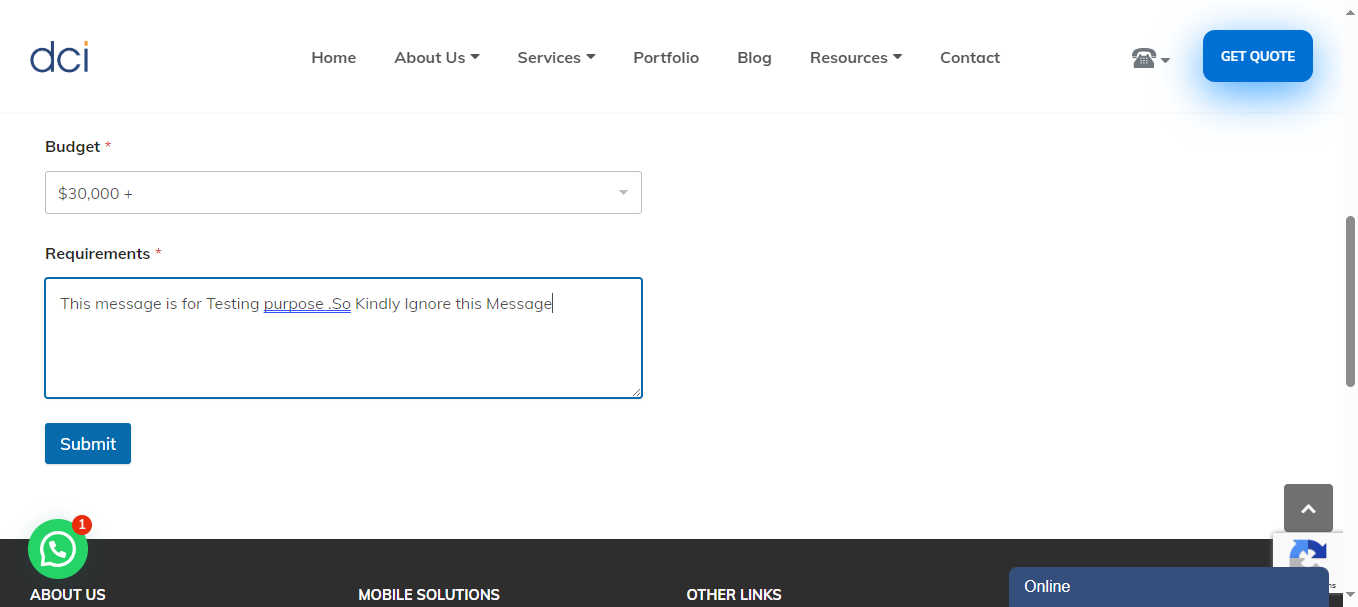 dci
Home About Us Services Portfolio Blog Resources Contact GET QUOTE
Budget *
$30,000 +
Requirements *
This message is for Testing purpose .So Kindly Ignore this Message
Submit
1
ABOUT US MOBILE SOLUTIONS OTHER LINKS
Online